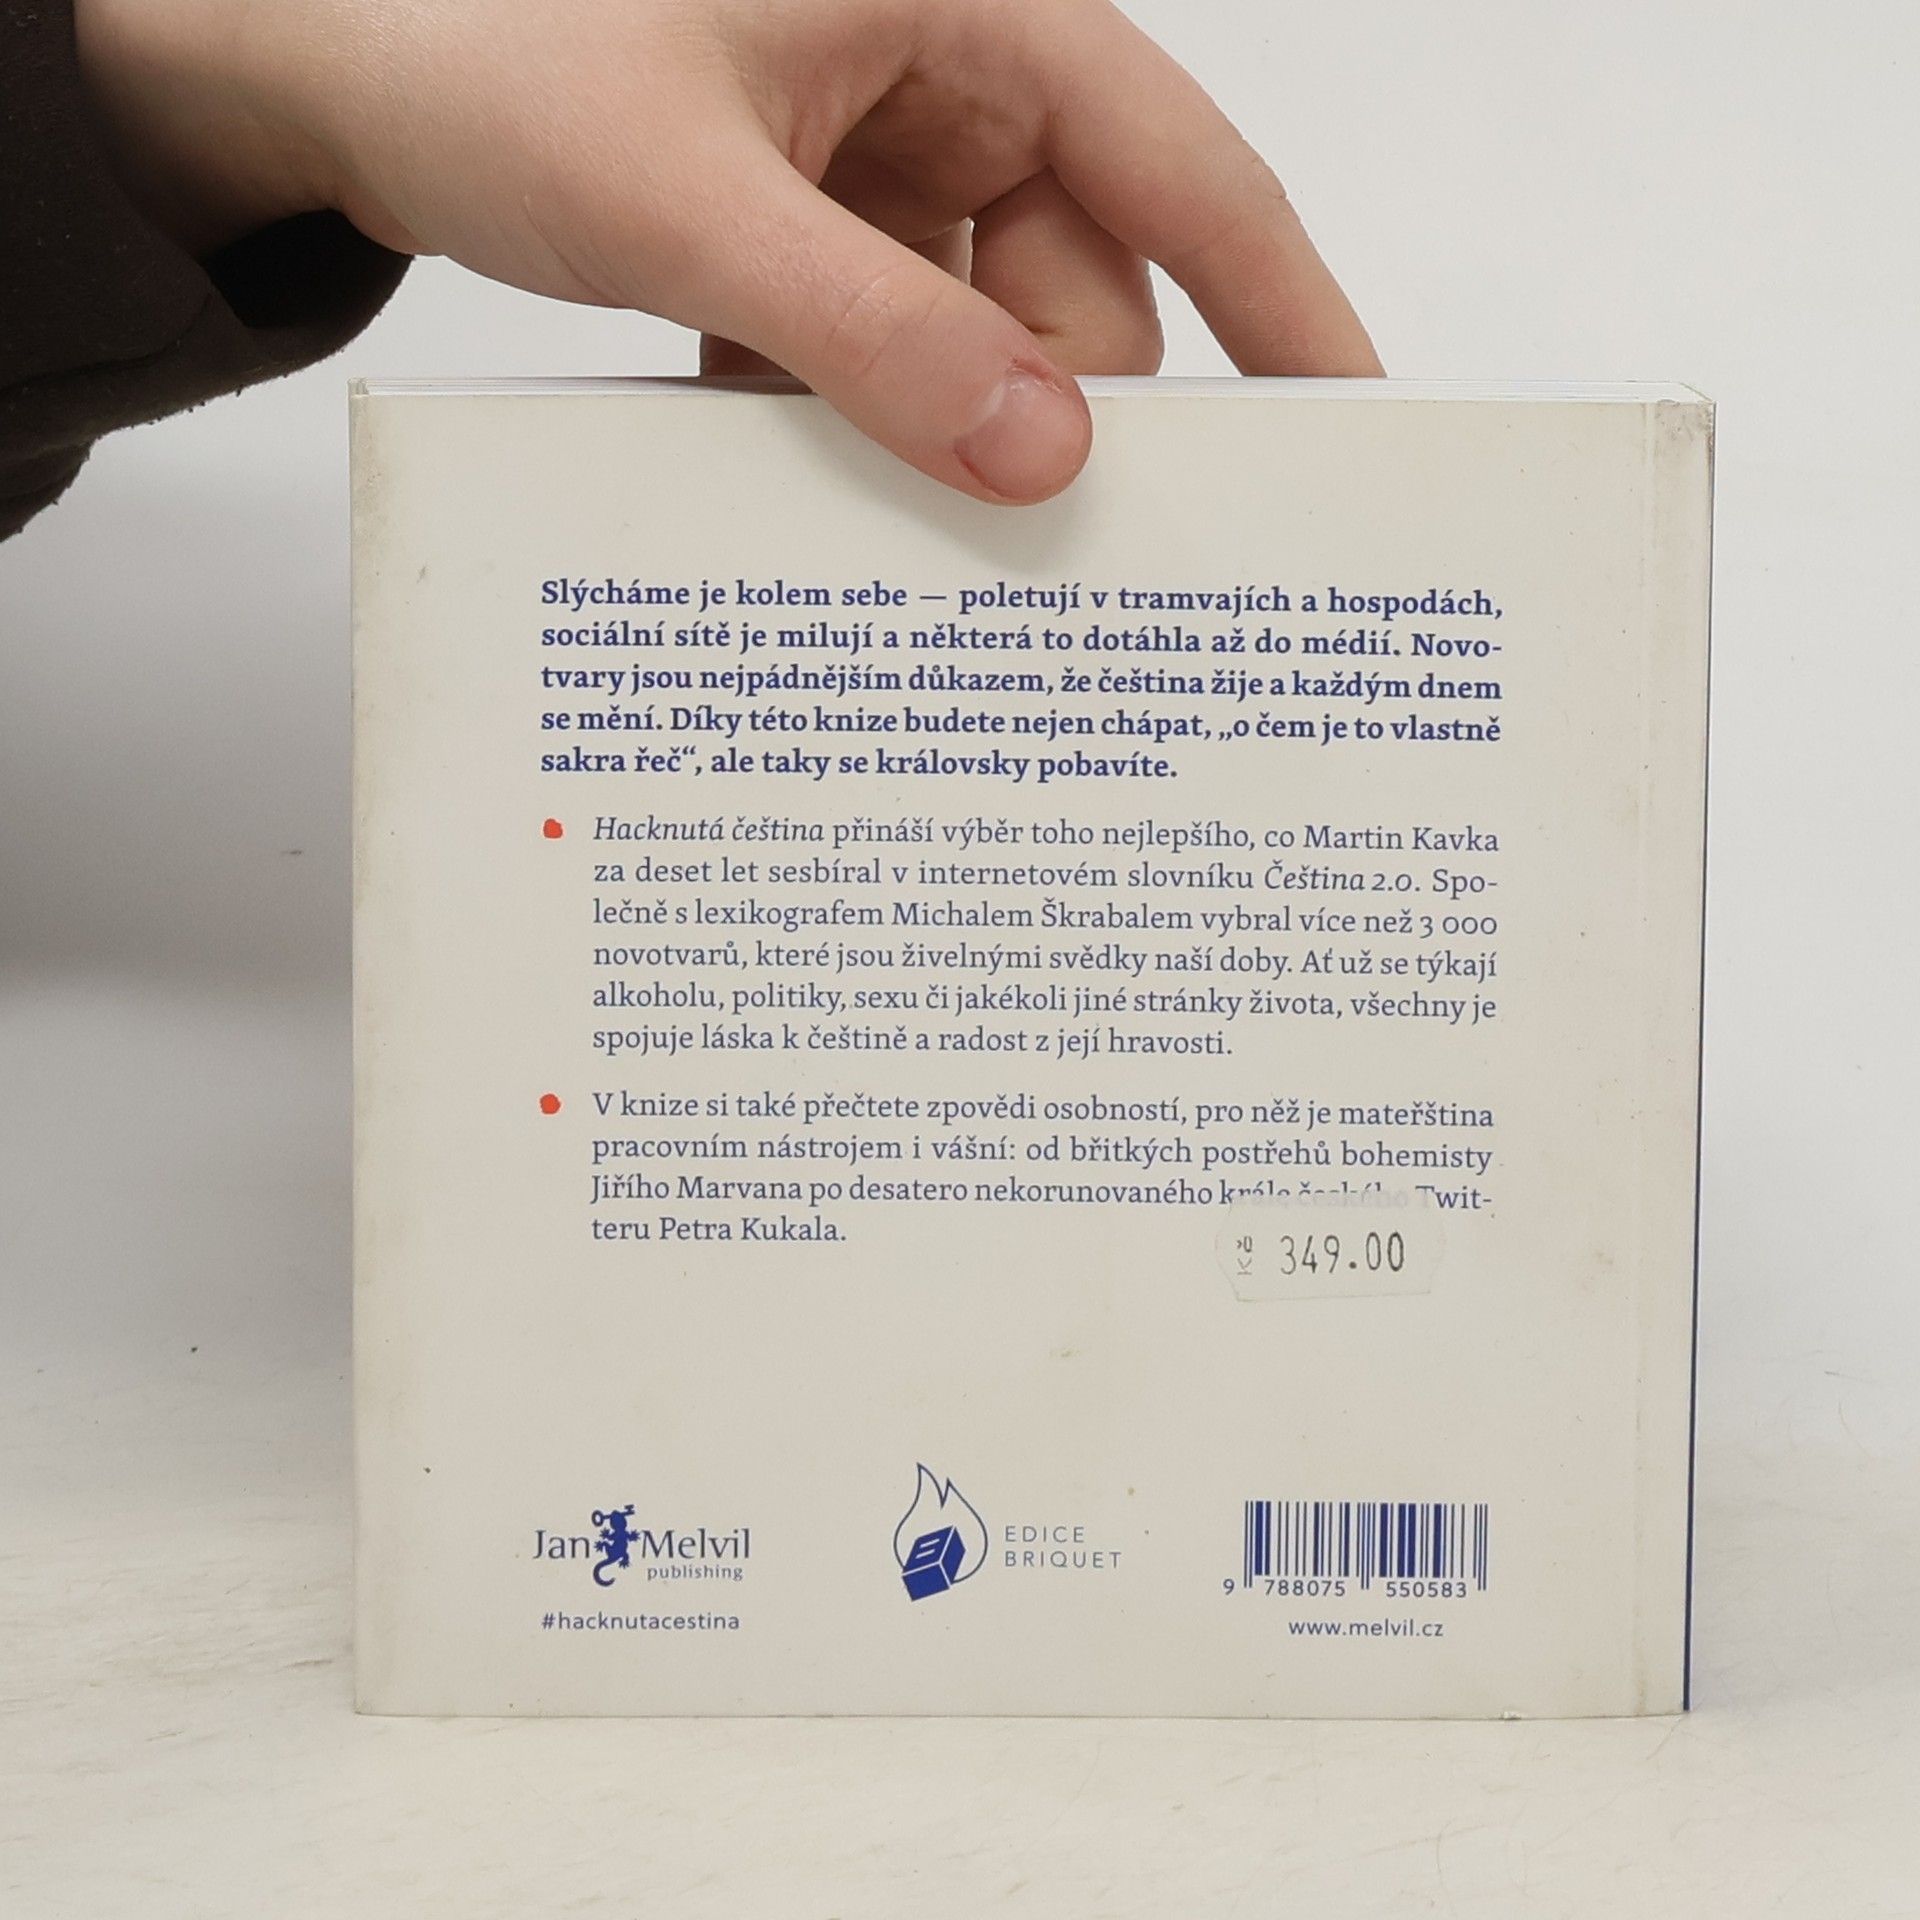 Slýcháme je kolem sebe — poletují v tramvajích a hospodách,
sociální sítě je milují a některá to dotáhla až do médií. Novo-
tvary jsou nejpádnějším důkazem, že čeština žije a každým dnem
se mění. Díky této knize budete nejen chápat, „o čem je to vlastně
sakra řeč“, ale taky se královsky pobavíte.
Hacknutá čeština přináší výběr toho nejlepšího, co Martin Kavka
za deset let sesbíral v internetovém slovníku Čeština 2.0. Spo-
lečně s lexikografem Michalem Škrabalem vybral více než 3 000
novotvarů, které jsou živelnými svědky naší doby. Ať už se týkají
alkoholu, politiky, sexu či jakékoli jiné stránky života, všechny je
spojuje láska k češtině a radost z její hravosti.
V knize si také přečtete zpovědi osobností, pro něž je mateřština
pracovním nástrojem i vášní: od břitkých postřehů bohemisty
Jiřího Marvana po desatero nekorunovaného krále českého Twit-
teru Petra Kukala.
Kč 349.00
Jan Melvil
publishing
#hacknutacestina
EDICE
BRIQUET
9 788075 550583
www.melvil.cz